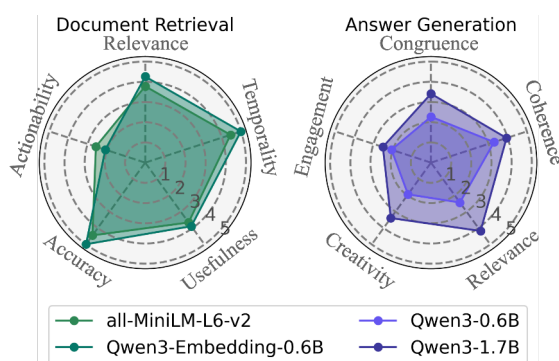 Document Retrieval
Relevance
Temporality
Usefulness
Accuracy
Actionability
1
2
3
4
5
Answer Generation
Congruence
Coherence
Relevance
Creativity
Engagement
1
2
3
4
5
all-MiniLM-L6-v2
Qwen3-Embedding-0.6B
Qwen3-0.6B
Qwen3-1.7B